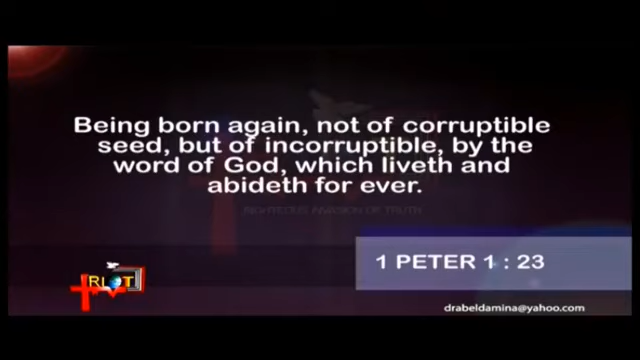 Being born again, not of corruptible
seed, but of incorruptible, by the
word of God, which liveth and
abideth for ever.
RIGHTEOUS INVASION OF TRUTH
1 PETER 1 : 23
RIOT
drabeldamina@yahoo.com